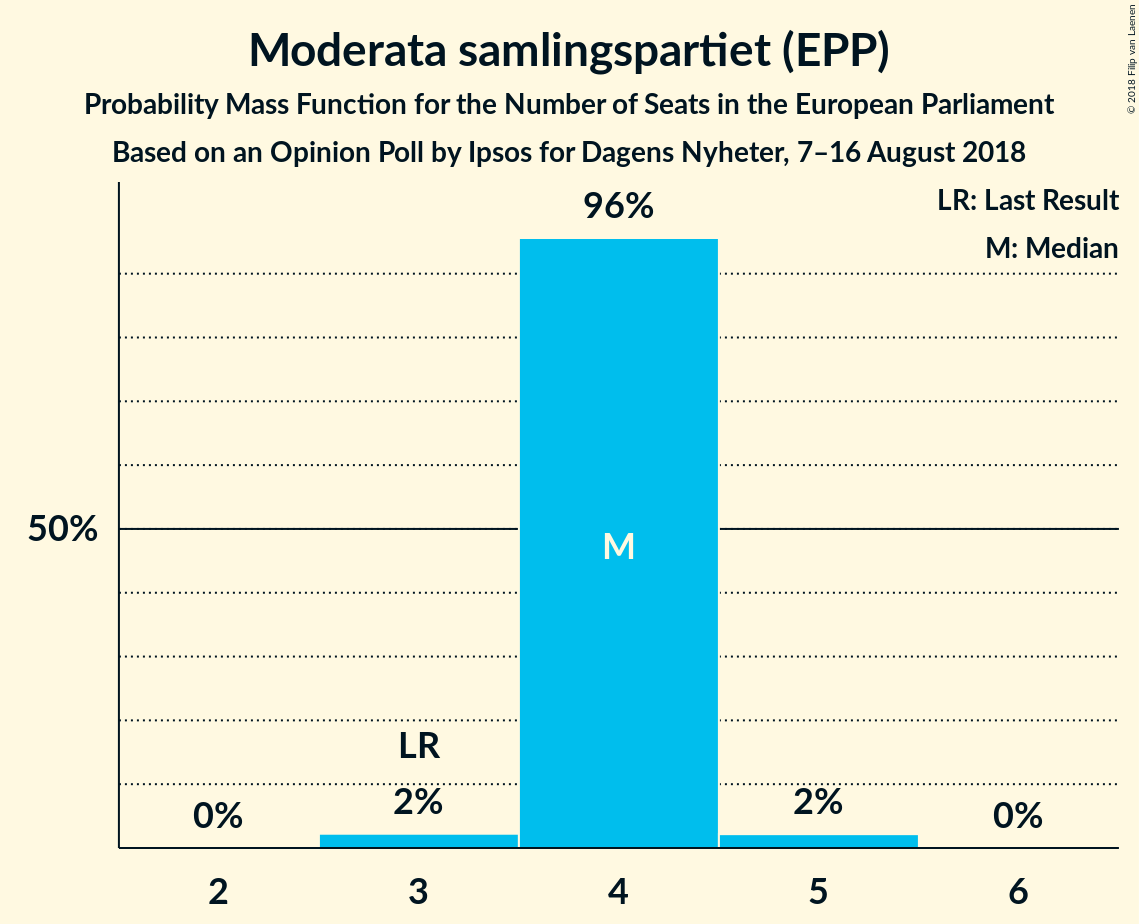 Moderata samlingspartiet (EPP)
Probability Mass Function for the Number of Seats in the European Parliament
Based on an Opinion Poll by Ipsos for Dagens Nyheter, 7–16 August 2018
© 2018 Filip van Laenen
LR: Last Result
M: Median
96%
50%
M
LR
0%
2%
2%
0%
2
3
4
5
6